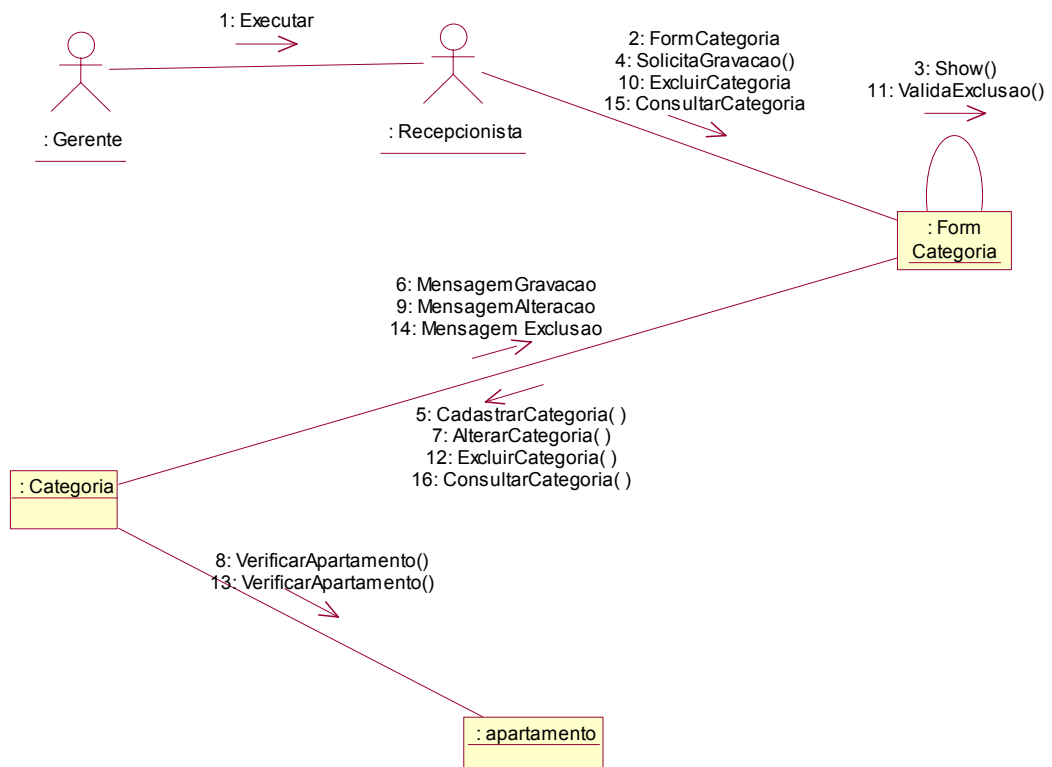 1: Executar
: Gerente
: Recepcionista
2: FormCategoria
4: SolicitaGravacao()
10: ExcluirCategoria
15: ConsultarCategoria
3: Show()
11: ValidaExclusao()
: Form
Categoria
6: MensagemGravacao
9: MensagemAlteracao
14: Mensagem Exclusao
5: CadastrarCategoria( )
7: AlterarCategoria( )
12: ExcluirCategoria( )
16: ConsultarCategoria( )
: Categoria
8: VerificarApartamento()
13: VerificarApartamento()
: apartamento